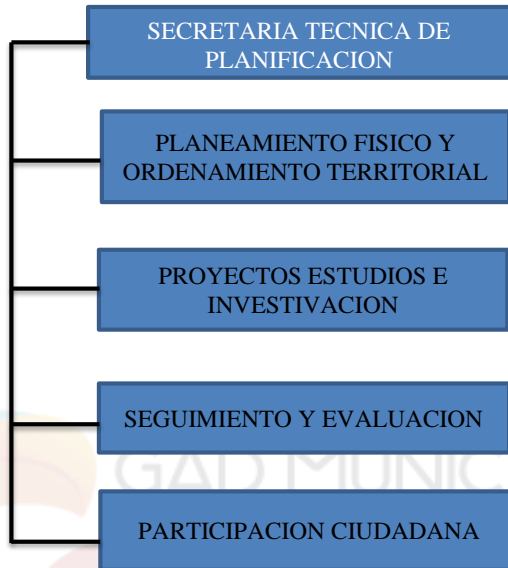 SECRETARIA TECNICA DE
PLANIFICACION
PLANEAMIENTO FISICO Y
ORDENAMIENTO TERRITORIAL
PROYECTOS ESTUDIOS E
INVESTIVACION
SEGUIMIENTO Y EVALUACION
GAD MUNIC
PARTICIPACION CIUDADANA